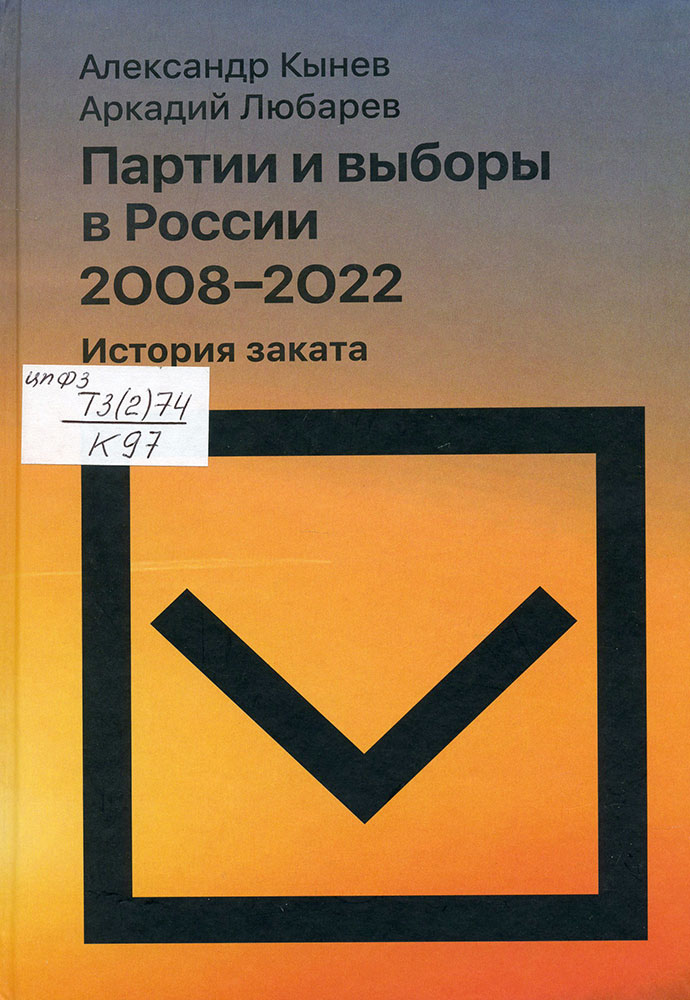 Александр Кынев
Аркадий Любарев
Партии и выборы
в России
2008–2022
История заката
ЦПФЗ
Т3(2)74
К97